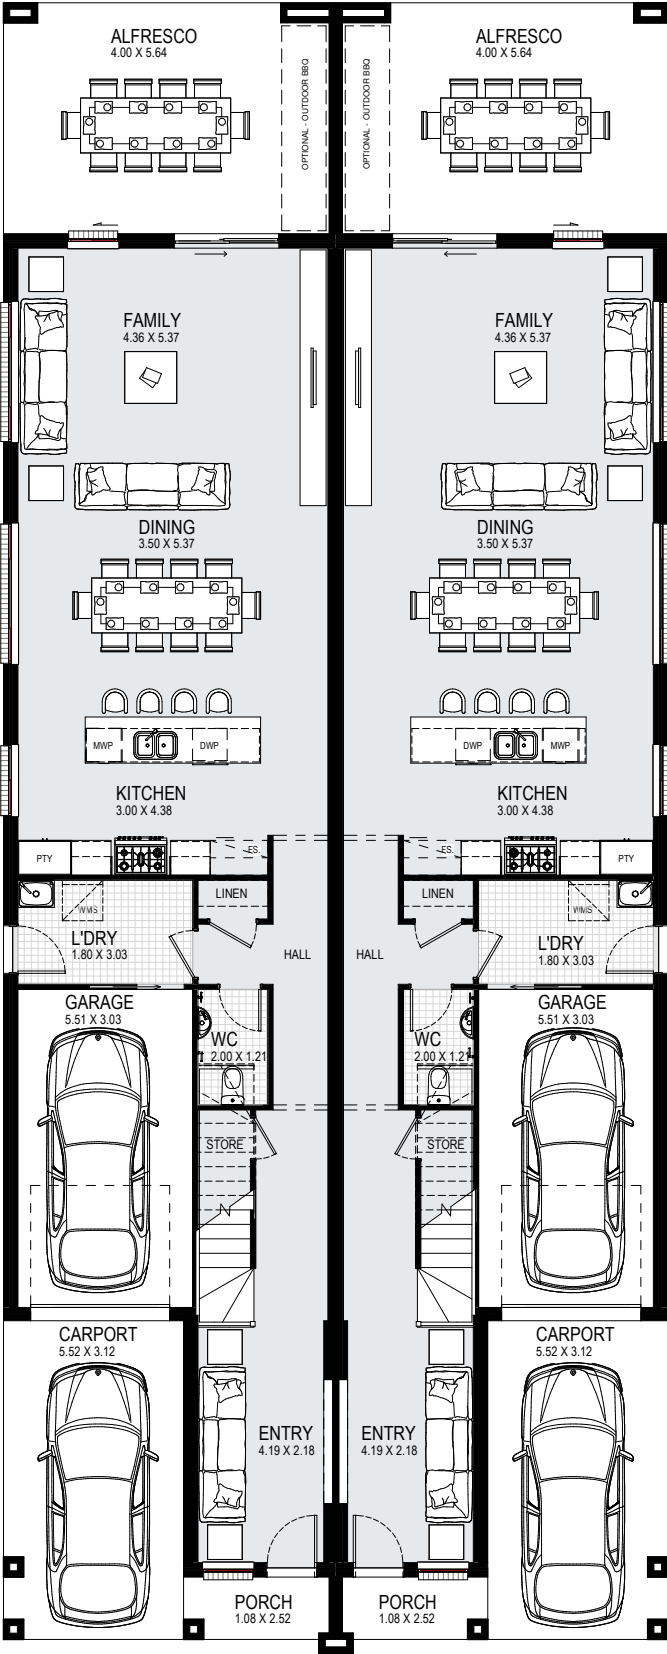 ALFRESCO
4.00 X 5.64
OPTIONAL - OUTDOOR BBQ
OPTIONAL - OUTDOOR BBQ
ALFRESCO
4.00 X 5.64
FAMILY
4.36 X 5.37
FAMILY
4.36 X 5.37
DINING
3.50 X 5.37
DINING
3.50 X 5.37
MWP
DWP
DWP
MWP
KITCHEN
3.00 X 4.38
KITCHEN
3.00 X 4.38
PTY
ES.
ES.
PTY
LINEN
LINEN
WMS
WMS
L'DRY
1.80 X 3.03
HALL
HALL
L'DRY
1.80 X 3.03
GARAGE
5.51 X 3.03
GARAGE
5.51 X 3.03
WC
2.00 X 1.21
WC
2.00 X 1.21
STORE
STORE
CARPORT
5.52 X 3.12
CARPORT
5.52 X 3.12
ENTRY
4.19 X 2.18
ENTRY
4.19 X 2.18
PORCH
1.08 X 2.52
PORCH
1.08 X 2.52